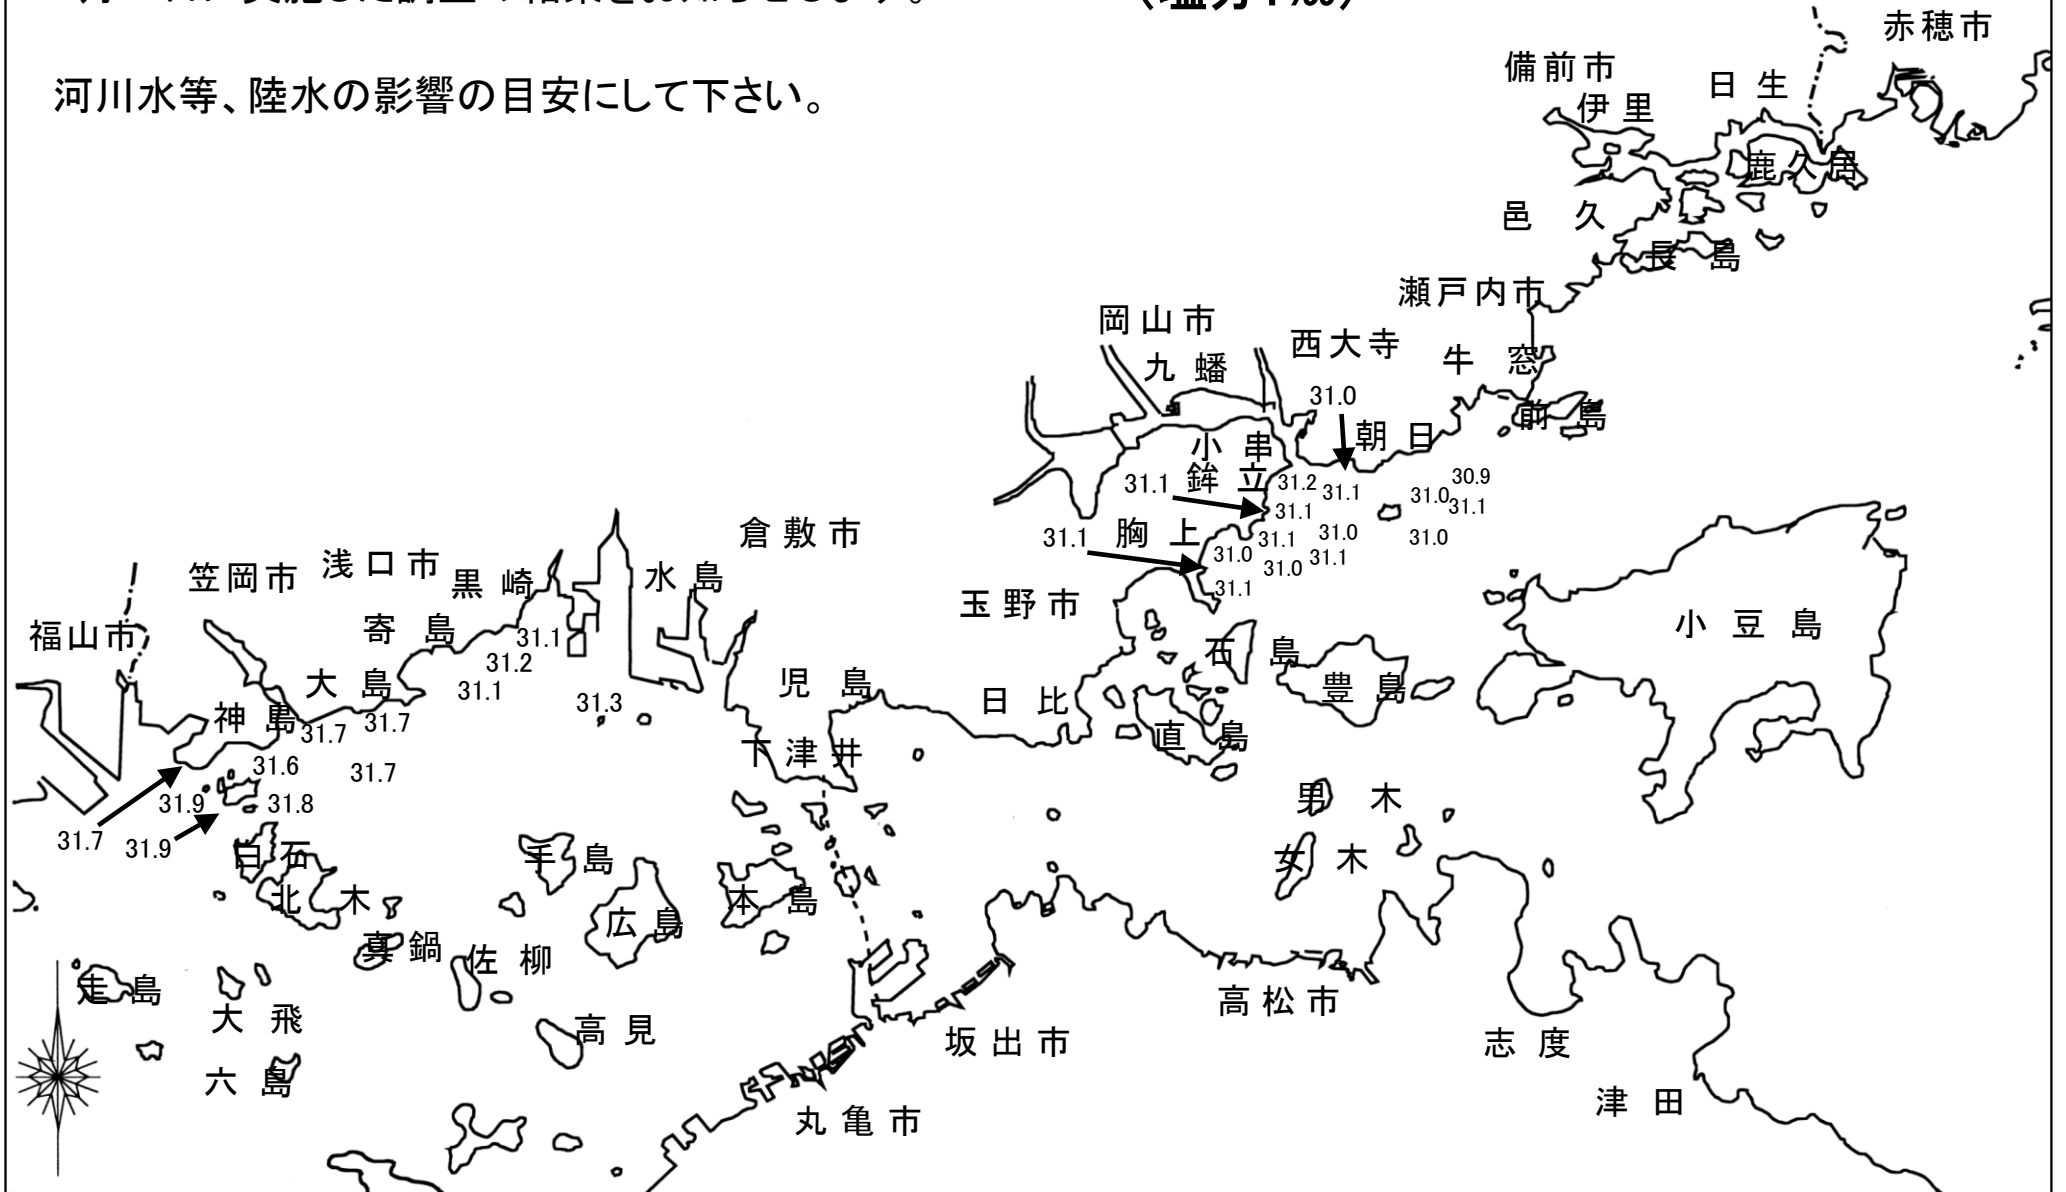 河川水等、陸水の影響の目安にして下さい。
赤穂市
備前市
日生
伊里
鹿久居
邑久
長島
瀬戸内市
岡山市
西大寺
牛窓
九蟠
31.0
前島
朝日
小串
30.9
31.1
鉾立
31.2
31.1
31.0
31.1
31.1
31.1
胸上
31.1
31.0
31.0
31.0
31.0
31.1
31.1
倉敷市
笠岡市
浅口市
黒崎
水島
玉野市
福山市
寄島
31.1
小豆島
31.2
石島
大島
31.1
31.3
児島
日比
豊島
神島
31.7
31.7
直島
下津井
31.6
31.7
31.9
31.8
男木
31.7
31.9
白石
手島
女木
北木
本島
広島
真鍋
佐柳
走島
大飛
高松市
高見
坂出市
志度
六島
津田
丸亀市